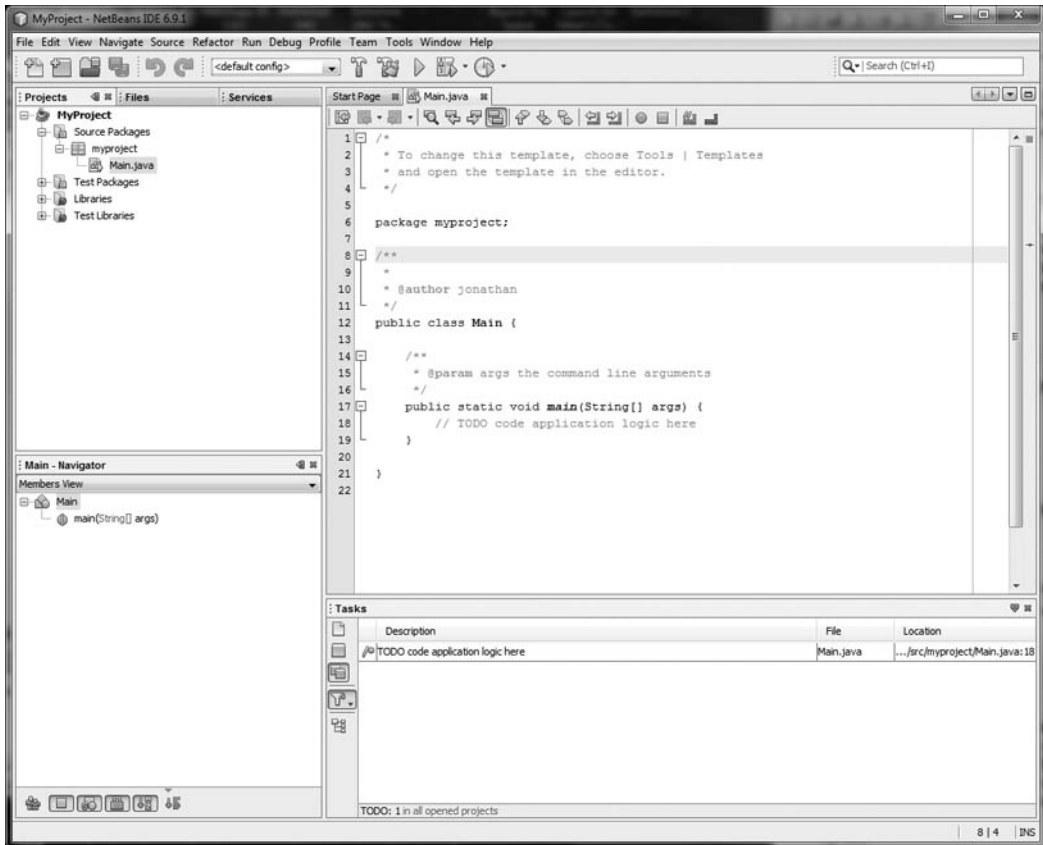 MyProject - NetBeans IDE 6.9.1
File Edit View Navigate Source Refactor Run Debug Profile Team Tools Window Help
<default config>
Search (Ctrl+I)
Projects
Files
Services
MyProject
Source Packages
myproject
Main.java
Test Packages
Libraries
Test Libraries
Main - Navigator
Members View
Main
main(String[] args)
Start Page
Main.java
1 /*
2 * To change this template, choose Tools | Templates
3 * and open the template in the editor.
4 */
5
6 package myproject;
7
8 /**
9 *
10 * @author jonathan
11 */
12 public class Main {
13
14 /**
15 * @param args the command line arguments
16 */
17 public static void main(String[] args) {
18 // TODO code application logic here
19 }
20
21 }
22
Tasks
Description File Location
TODO code application logic here Main.java .../src/myproject/Main.java:18
TODO: 1 in all opened projects
8 | 4 INS